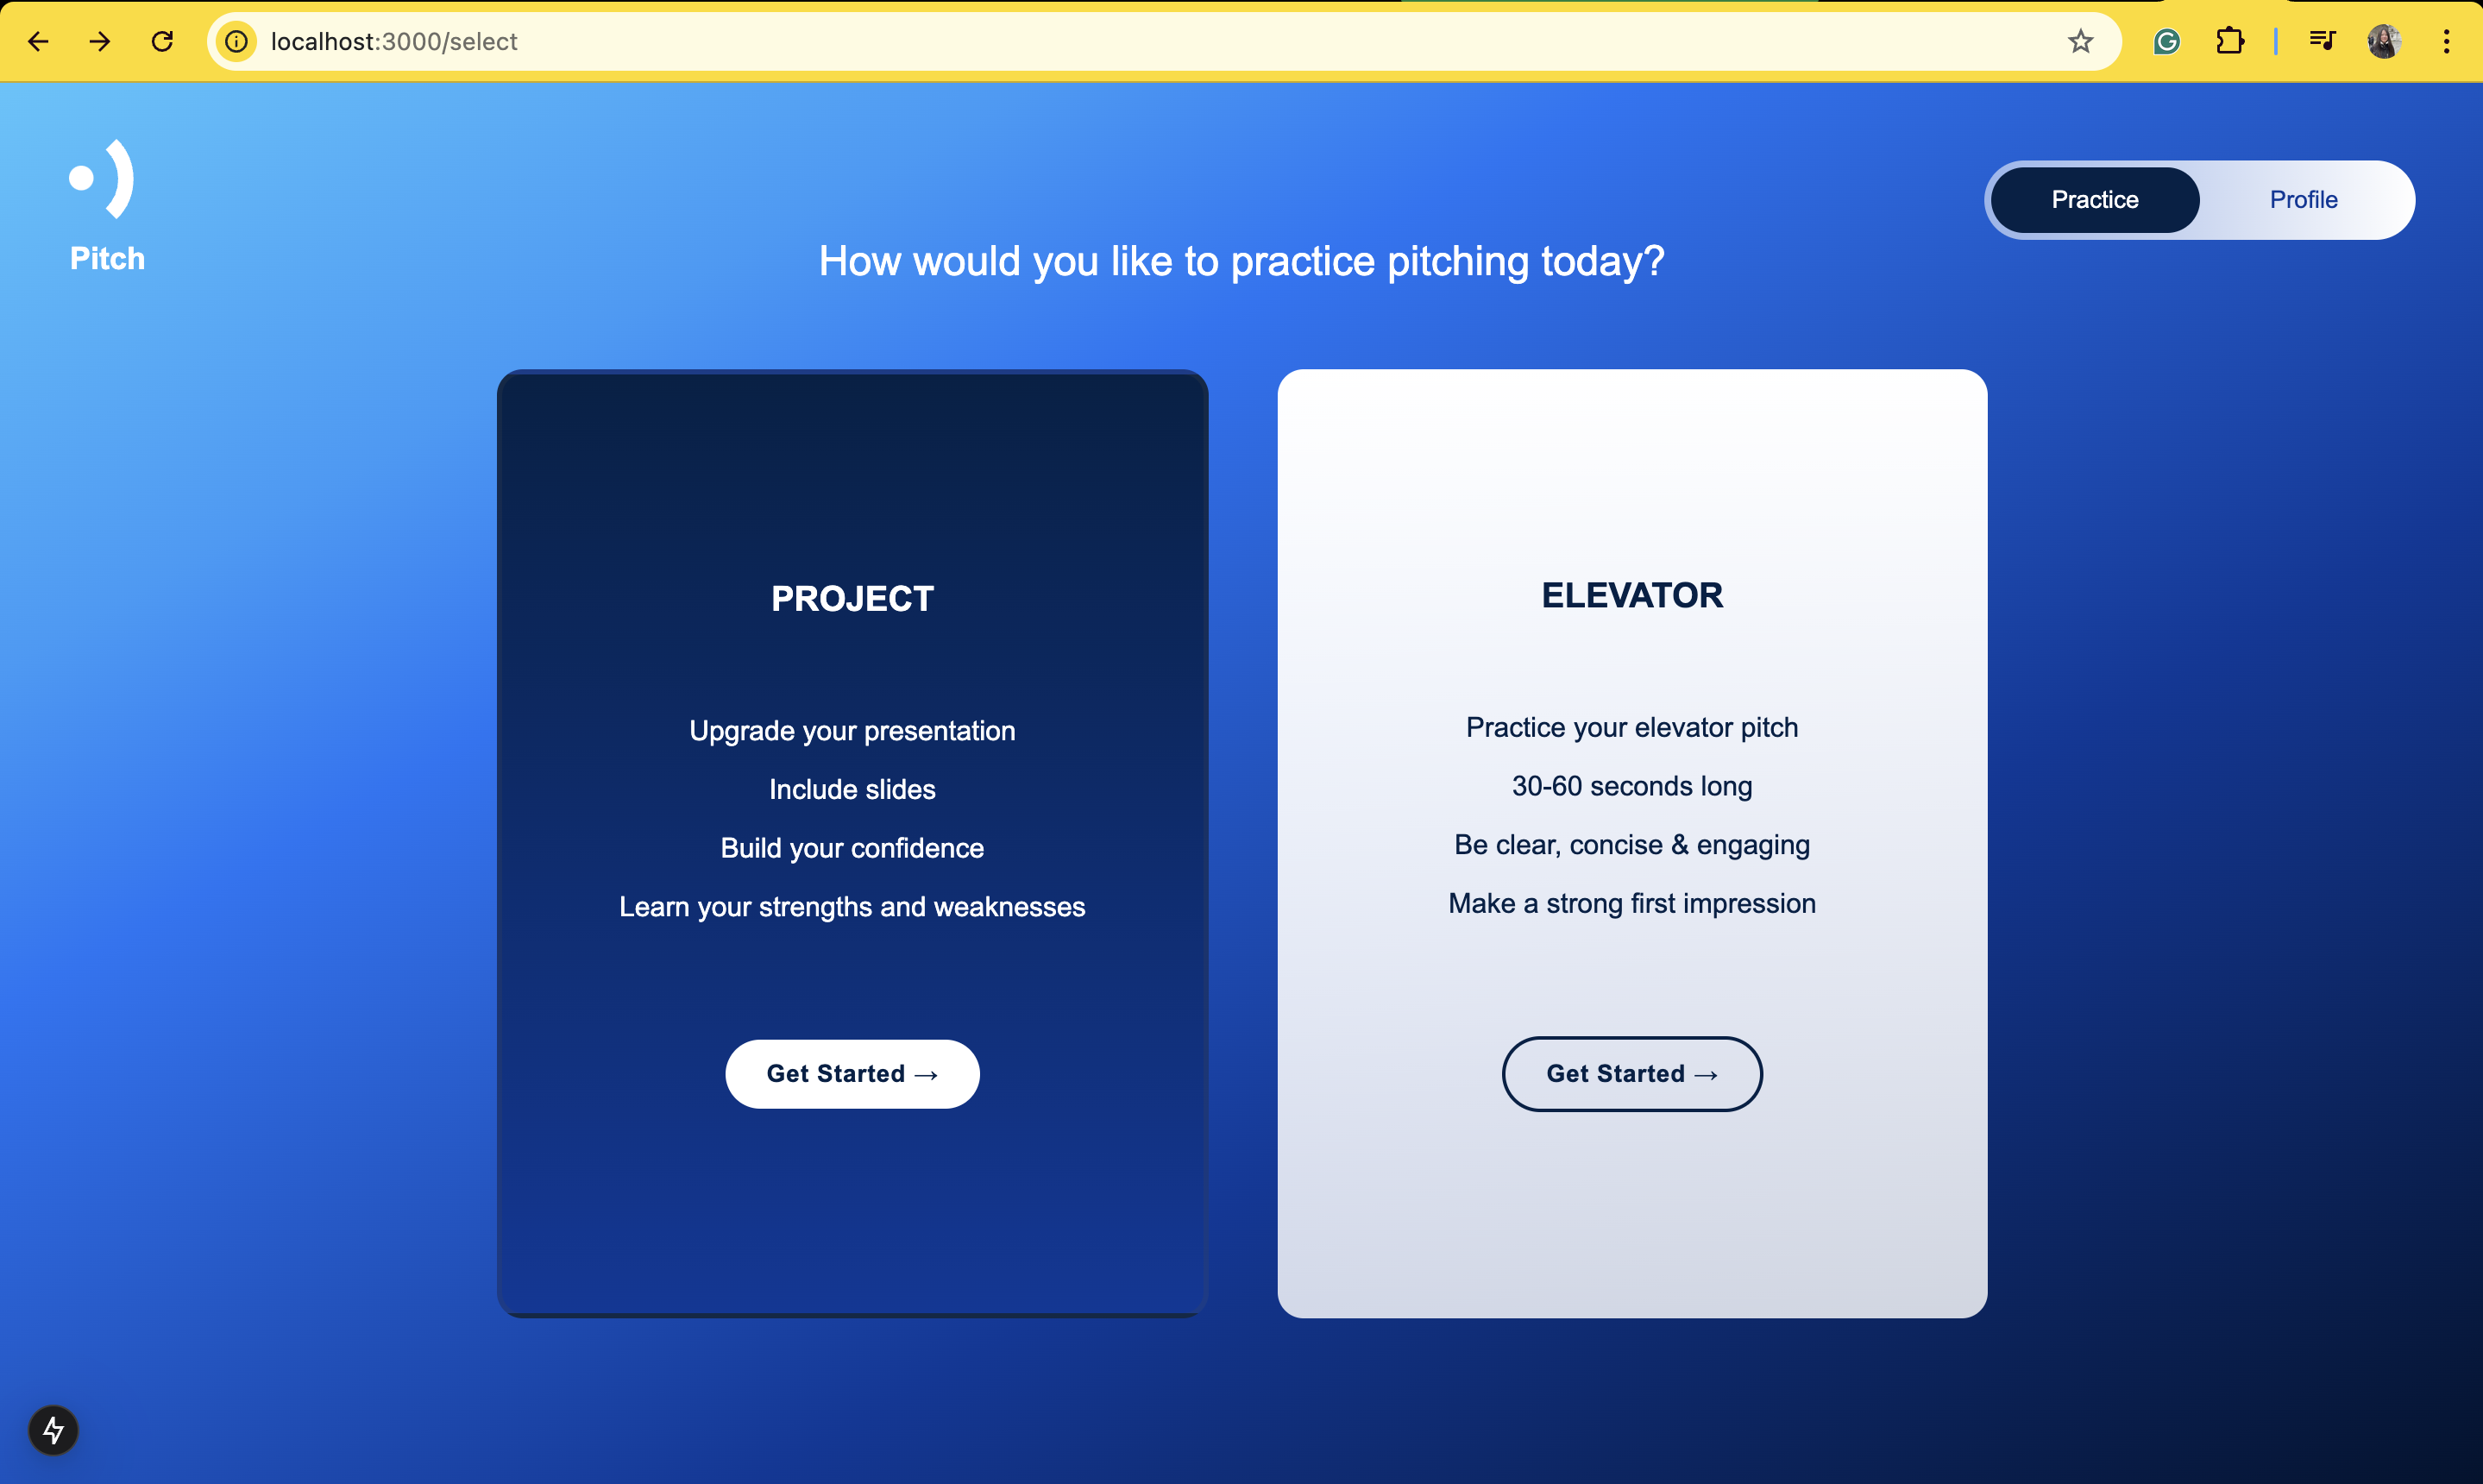 localhost:3000/select
Pitch
Practice
Profile
How would you like to practice pitching today?
PROJECT
Upgrade your presentation
Include slides
Build your confidence
Learn your strengths and weaknesses
Get Started →
ELEVATOR
Practice your elevator pitch
30-60 seconds long
Be clear, concise & engaging
Make a strong first impression
Get Started →